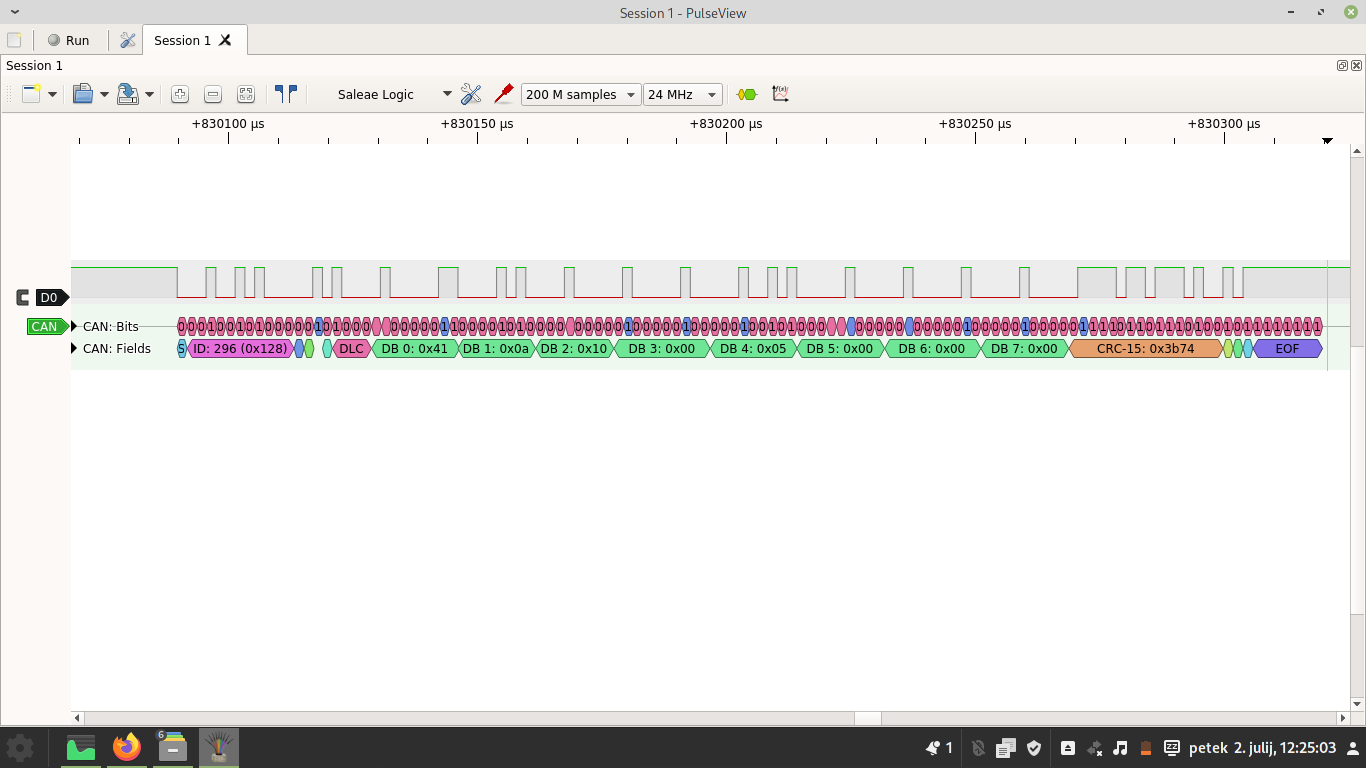 Session 1 - PulseView
Run
Session 1
Session 1
Saleae Logic
200 M samples
24 MHz
+830100 µs
+830150 µs
+830200 µs
+830250 µs
+830300 µs
D0
CAN
CAN: Bits
CAN: Fields
S
ID: 296 (0x128)
DLC
DB 0: 0x41
DB 1: 0x0a
DB 2: 0x10
DB 3: 0x00
DB 4: 0x05
DB 5: 0x00
DB 6: 0x00
DB 7: 0x00
CRC-15: 0x3b74
EOF
6
1
petek 2. julij, 12:25:03